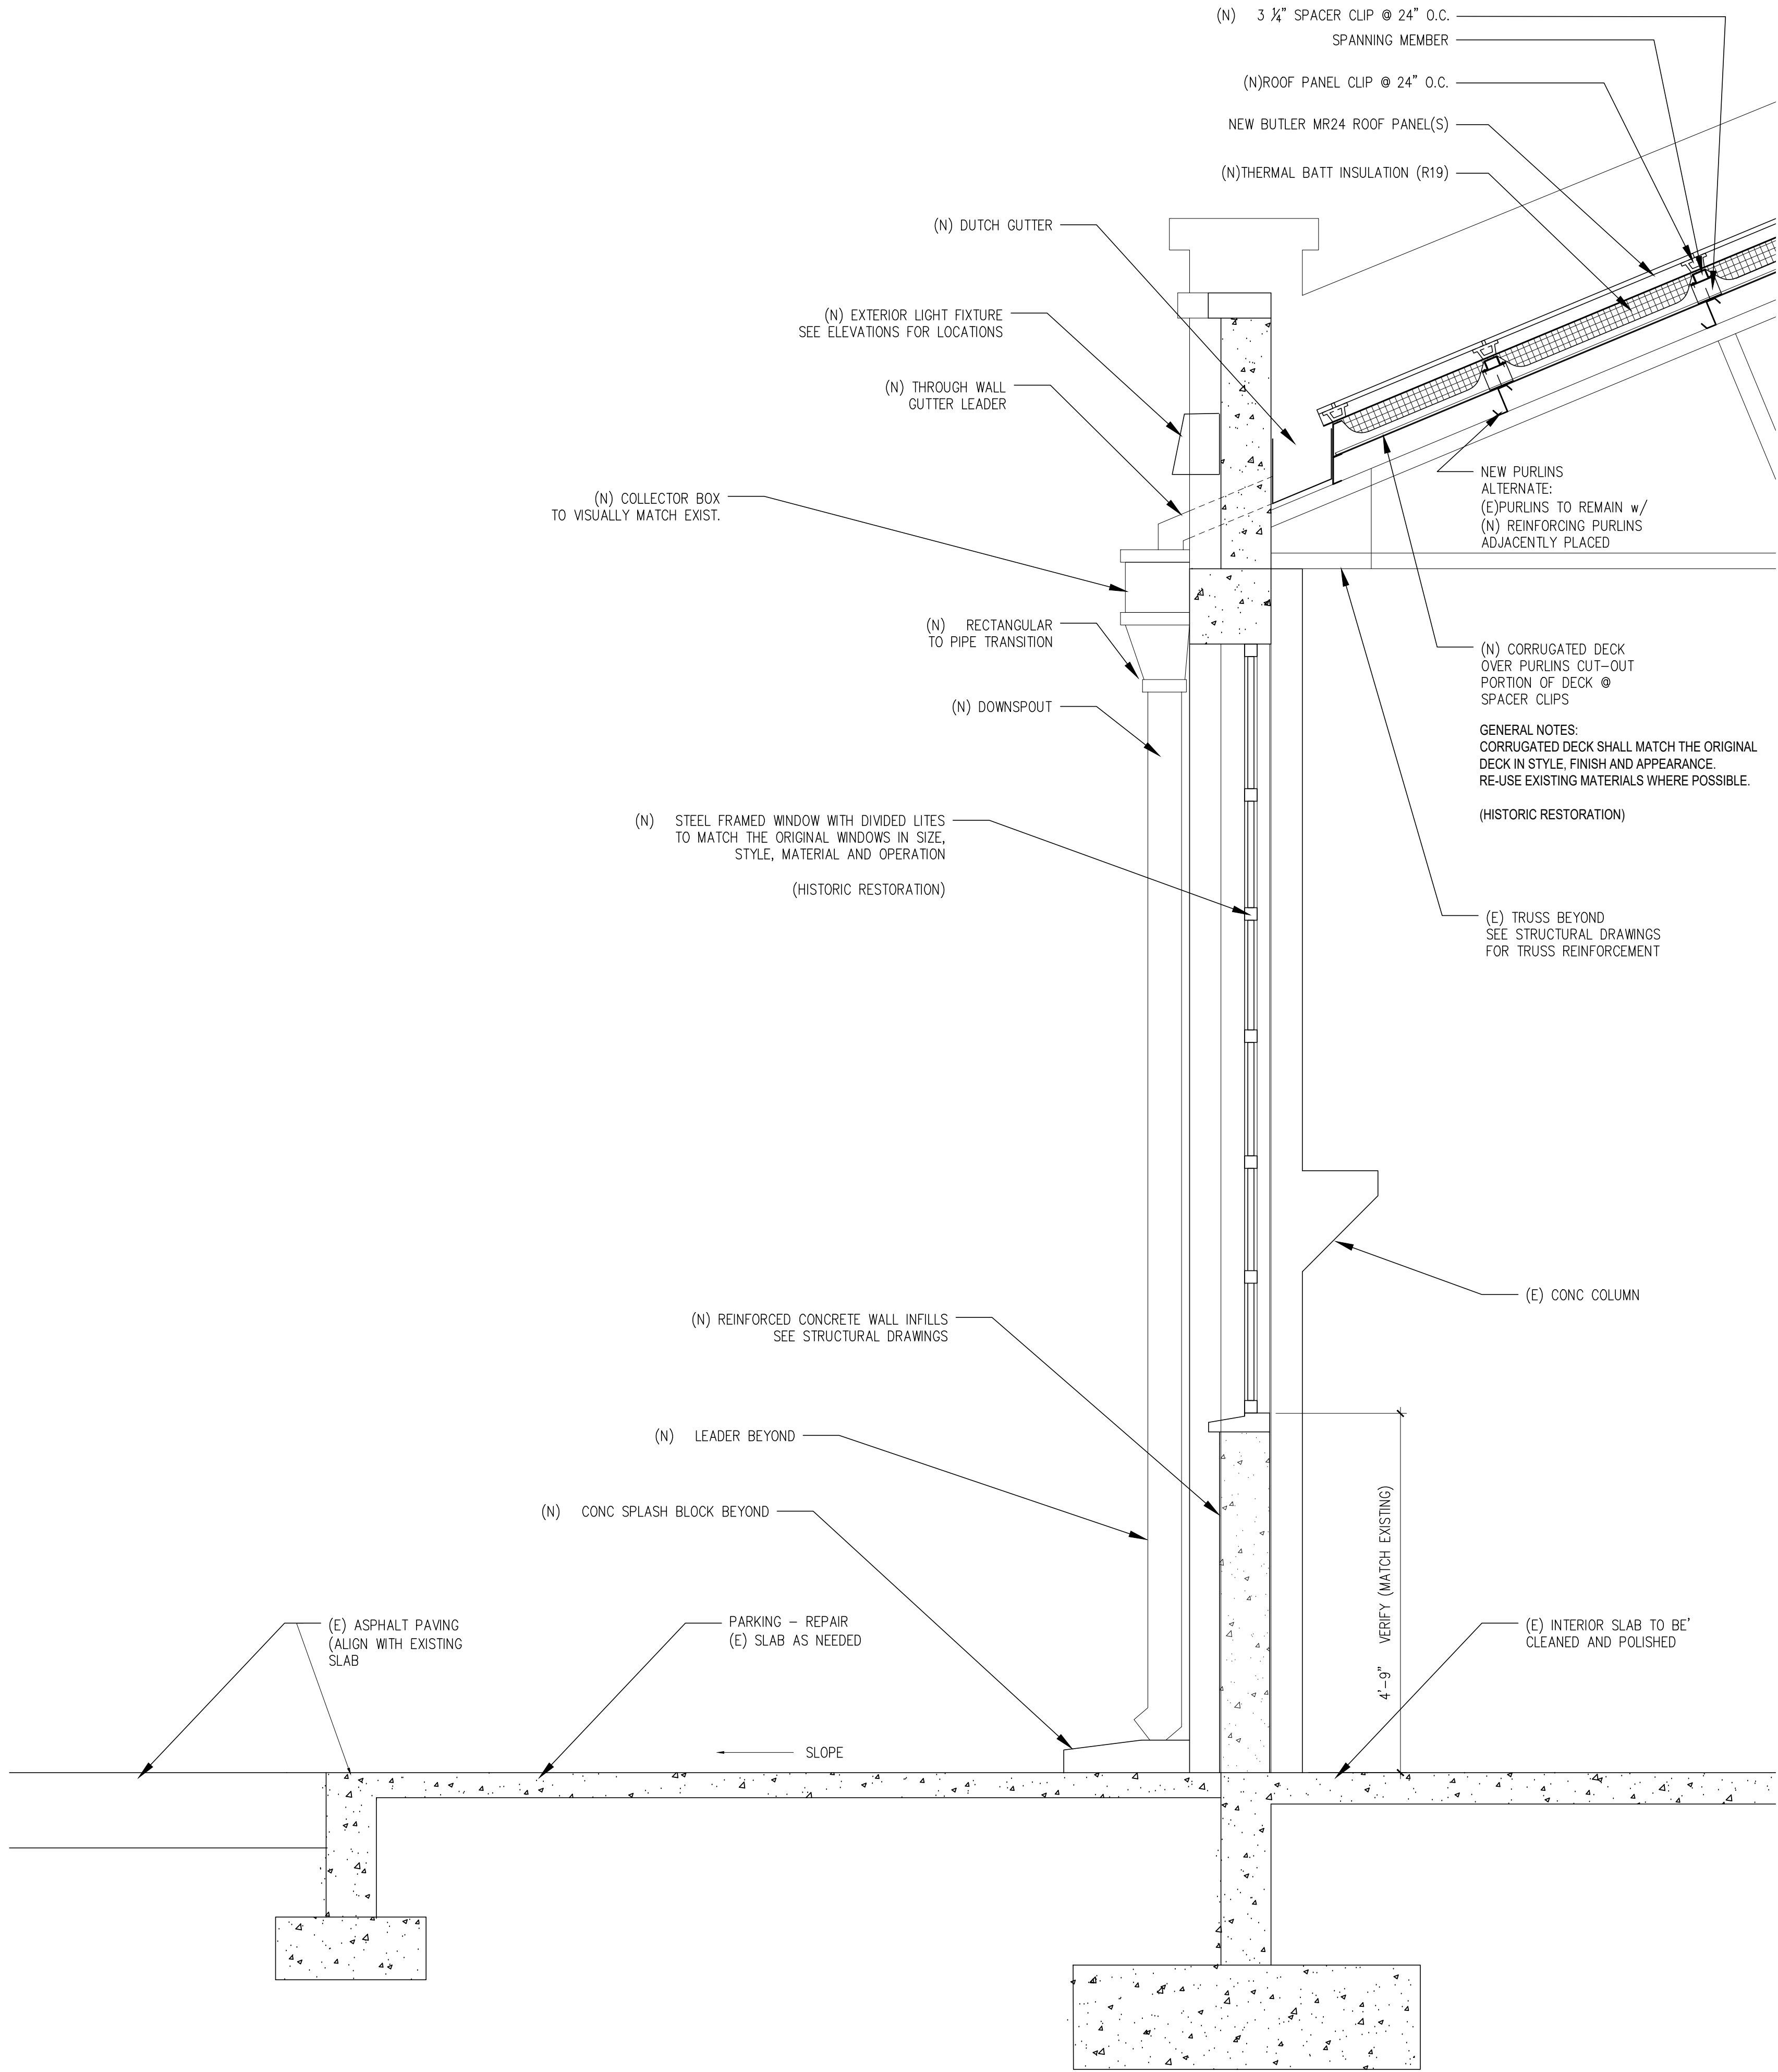 (N) 3 ¼" SPACER CLIP @ 24" O.C.
SPANNING MEMBER
(N)ROOF PANEL CLIP @ 24" O.C.
NEW BUTLER MR24 ROOF PANEL(S)
(N)THERMAL BATT INSULATION (R19)
(N) DUTCH GUTTER
(N) EXTERIOR LIGHT FIXTURE
SEE ELEVATIONS FOR LOCATIONS
(N) THROUGH WALL
GUTTER LEADER
(N) COLLECTOR BOX
TO VISUALLY MATCH EXIST.
NEW PURLINS
ALTERNATE:
(E)PURLINS TO REMAIN w/
(N) REINFORCING PURLINS
ADJACENTLY PLACED
(N) RECTANGULAR
TO PIPE TRANSITION
(N) CORRUGATED DECK
OVER PURLINS CUT-OUT
PORTION OF DECK @
SPACER CLIPS
(N) DOWNSPOUT
GENERAL NOTES:
CORRUGATED DECK SHALL MATCH THE ORIGINAL
DECK IN STYLE, FINISH AND APPEARANCE.
RE-USE EXISTING MATERIALS WHERE POSSIBLE.
(HISTORIC RESTORATION)
(N) STEEL FRAMED WINDOW WITH DIVIDED LITES
TO MATCH THE ORIGINAL WINDOWS IN SIZE,
STYLE, MATERIAL AND OPERATION
(HISTORIC RESTORATION)
(E) TRUSS BEYOND
SEE STRUCTURAL DRAWINGS
FOR TRUSS REINFORCEMENT
(E) CONC COLUMN
(N) REINFORCED CONCRETE WALL INFILLS
SEE STRUCTURAL DRAWINGS
(N) LEADER BEYOND
(N) CONC SPLASH BLOCK BEYOND
4'-9" VERIFY (MATCH EXISTING)
(E) ASPHALT PAVING
(ALIGN WITH EXISTING
SLAB
PARKING - REPAIR
(E) SLAB AS NEEDED
(E) INTERIOR SLAB TO BE'
CLEANED AND POLISHED
SLOPE